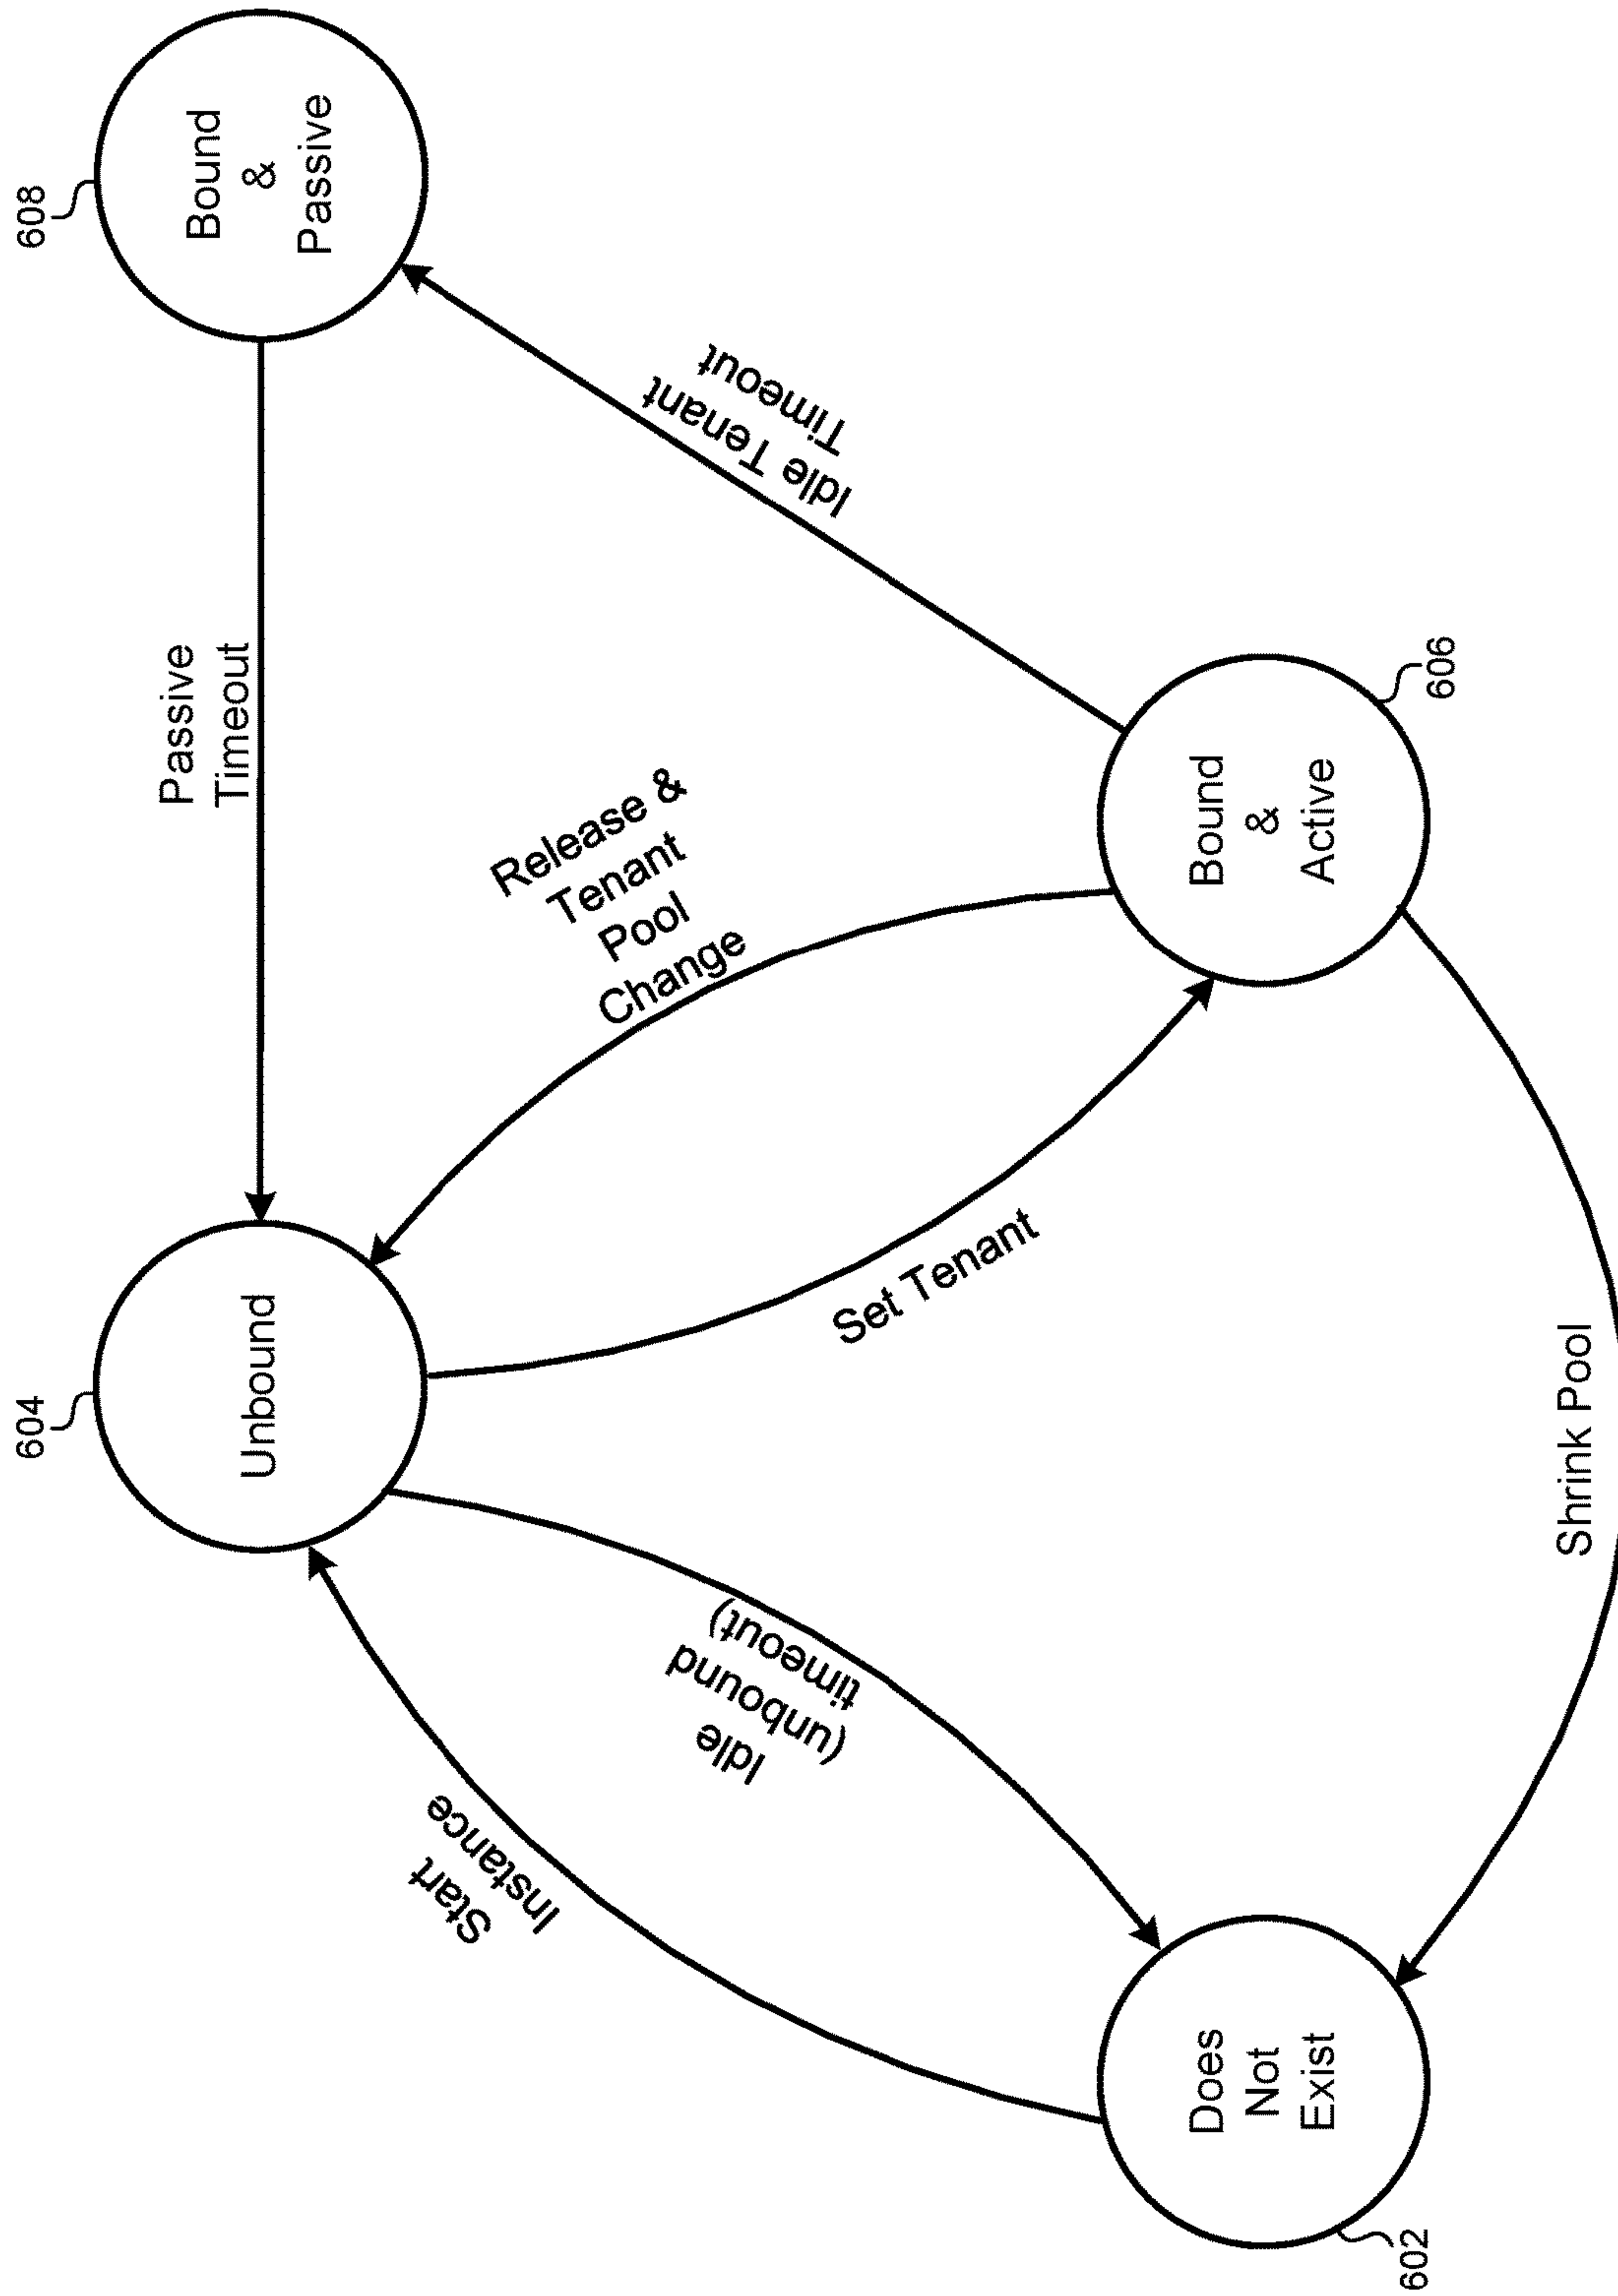 604
608
Unbound
Passive
Timeout
Bound
&
Passive
Start
Instance
Idle
(unbound
timeout)
Set Tenant
Release &
Tenant
Pool
Change
Idle Tenant
Timeout
Does
Not
Exist
602
Bound
&
Active
606
Shrink Pool